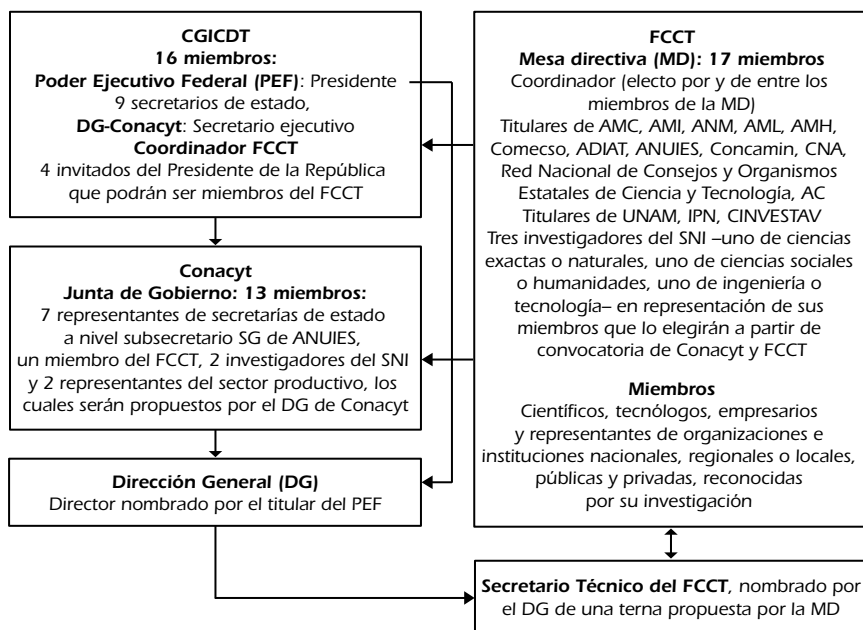 CGICDT
16 miembros:
Poder Ejecutivo Federal (PEF): Presidente
9 secretarios de estado,
DG-Conacyt: Secretario ejecutivo
Coordinador FCCT
4 invitados del Presidente de la República
que podrán ser miembros del FCCT
Conacyt
Junta de Gobierno: 13 miembros:
7 representantes de secretarías de estado
a nivel subsecretario SG de ANUIES,
un miembro del FCCT, 2 investigadores del SNI
y 2 representantes del sector productivo, los
cuales serán propuestos por el DG de Conacyt
Dirección General (DG)
Director nombrado por el titular del PEF
FCCT
Mesa directiva (MD): 17 miembros
Coordinador (electo por y de entre los
miembros de la MD)
Titulares de AMC, AMI, ANM, AML, AMH,
Comecso, ADIAT, ANUIES, Concamin, CNA,
Red Nacional de Consejos y Organismos
Estatales de Ciencia y Tecnología, AC
Titulares de UNAM, IPN, CINVESTAV
Tres investigadores del SNI –uno de ciencias
exactas o naturales, uno de ciencias sociales
o humanidades, uno de ingeniería o
tecnología– en representación de sus
miembros que lo elegirán a partir de
convocatoria de Conacyt y FCCT
Miembros
Científicos, tecnólogos, empresarios
y representantes de organizaciones e
instituciones nacionales, regionales o locales,
públicas y privadas, reconocidas
por su investigación
Secretario Técnico del FCCT, nombrado por
el DG de una terna propuesta por la MD